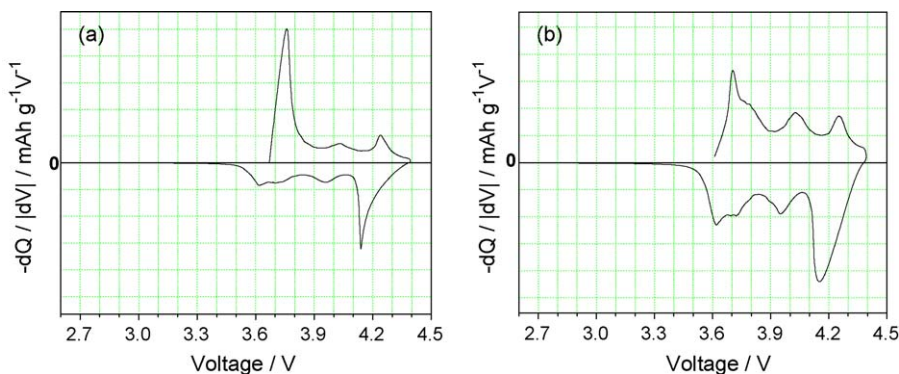 (a)
-dQ / |dV| / mAh g⁻¹V⁻¹
0
2.7 3.0 3.3 3.6 3.9 4.2 4.5
Voltage / V
(b)
-dQ / |dV| / mAh g⁻¹V⁻¹
0
2.7 3.0 3.3 3.6 3.9 4.2 4.5
Voltage / V